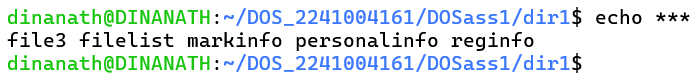 dinanath@DINANATH:~/DOS_2241004161/DOSass1/dir1$ echo ***
file3 filelist markinfo personalinfo reginfo
dinanath@DINANATH:~/DOS_2241004161/DOSass1/dir1$